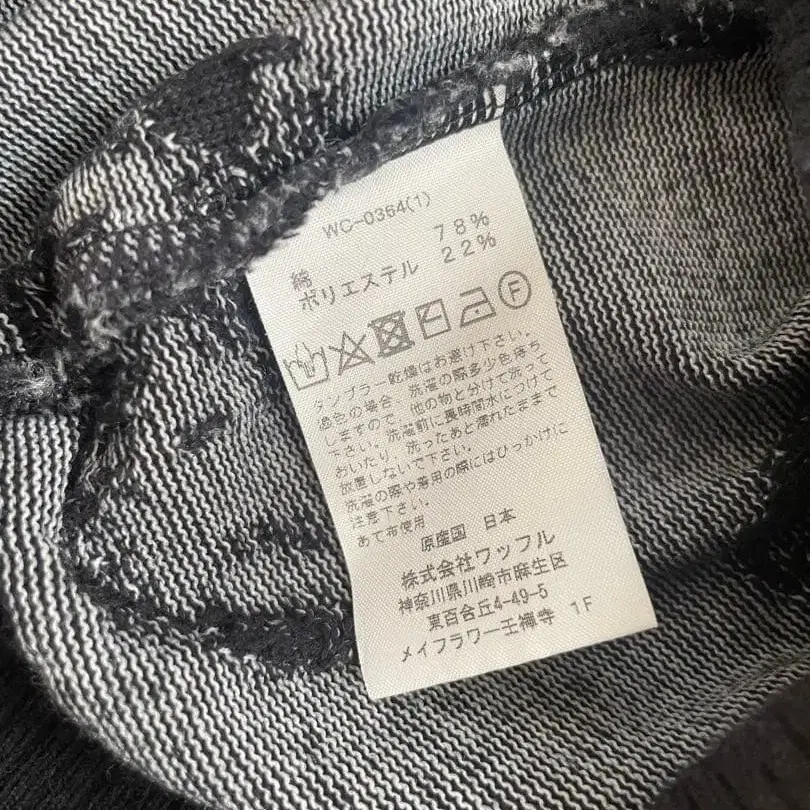 WC-0364(1)
綿 78%
ポリエステル 22%
F
タンブラー乾燥はお避け下さい。
濃色の場合、洗濯の際多少色落ち
しますので、他の物と分けて洗って
下さい。洗濯前に長時間水につけて
おいたり、洗ったあと濡れたままで
放置しないで下さい。
洗濯の際や着用の際にはひっかけに
注意下さい。
あて布使用
原産国 日本
株式会社ワッフル
神奈川県川崎市麻生区
東百合丘4-49-5
メイフラワー王禅寺 1F